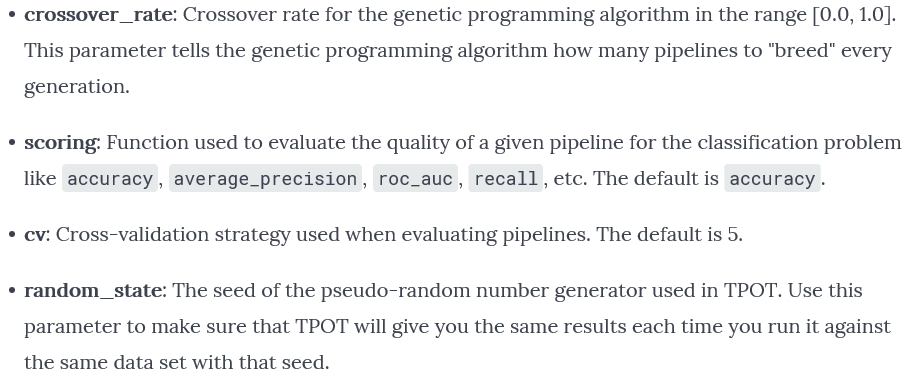 • crossover_rate: Crossover rate for the genetic programming algorithm in the range [0.0, 1.0].
This parameter tells the genetic programming algorithm how many pipelines to "breed" every
generation.
• scoring: Function used to evaluate the quality of a given pipeline for the classification problem
like accuracy, average_precision, roc_auc, recall, etc. The default is accuracy.
• cv: Cross-validation strategy used when evaluating pipelines. The default is 5.
• random_state: The seed of the pseudo-random number generator used in TPOT. Use this
parameter to make sure that TPOT will give you the same results each time you run it against
the same data set with that seed.